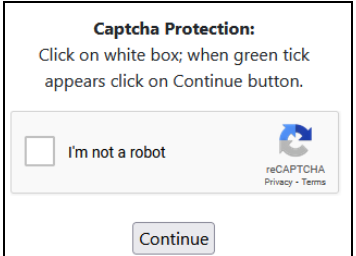 Captcha Protection:
Click on white box; when green tick
appears click on Continue button.
I'm not a robot
reCAPTCHA
Privacy - Terms
Continue